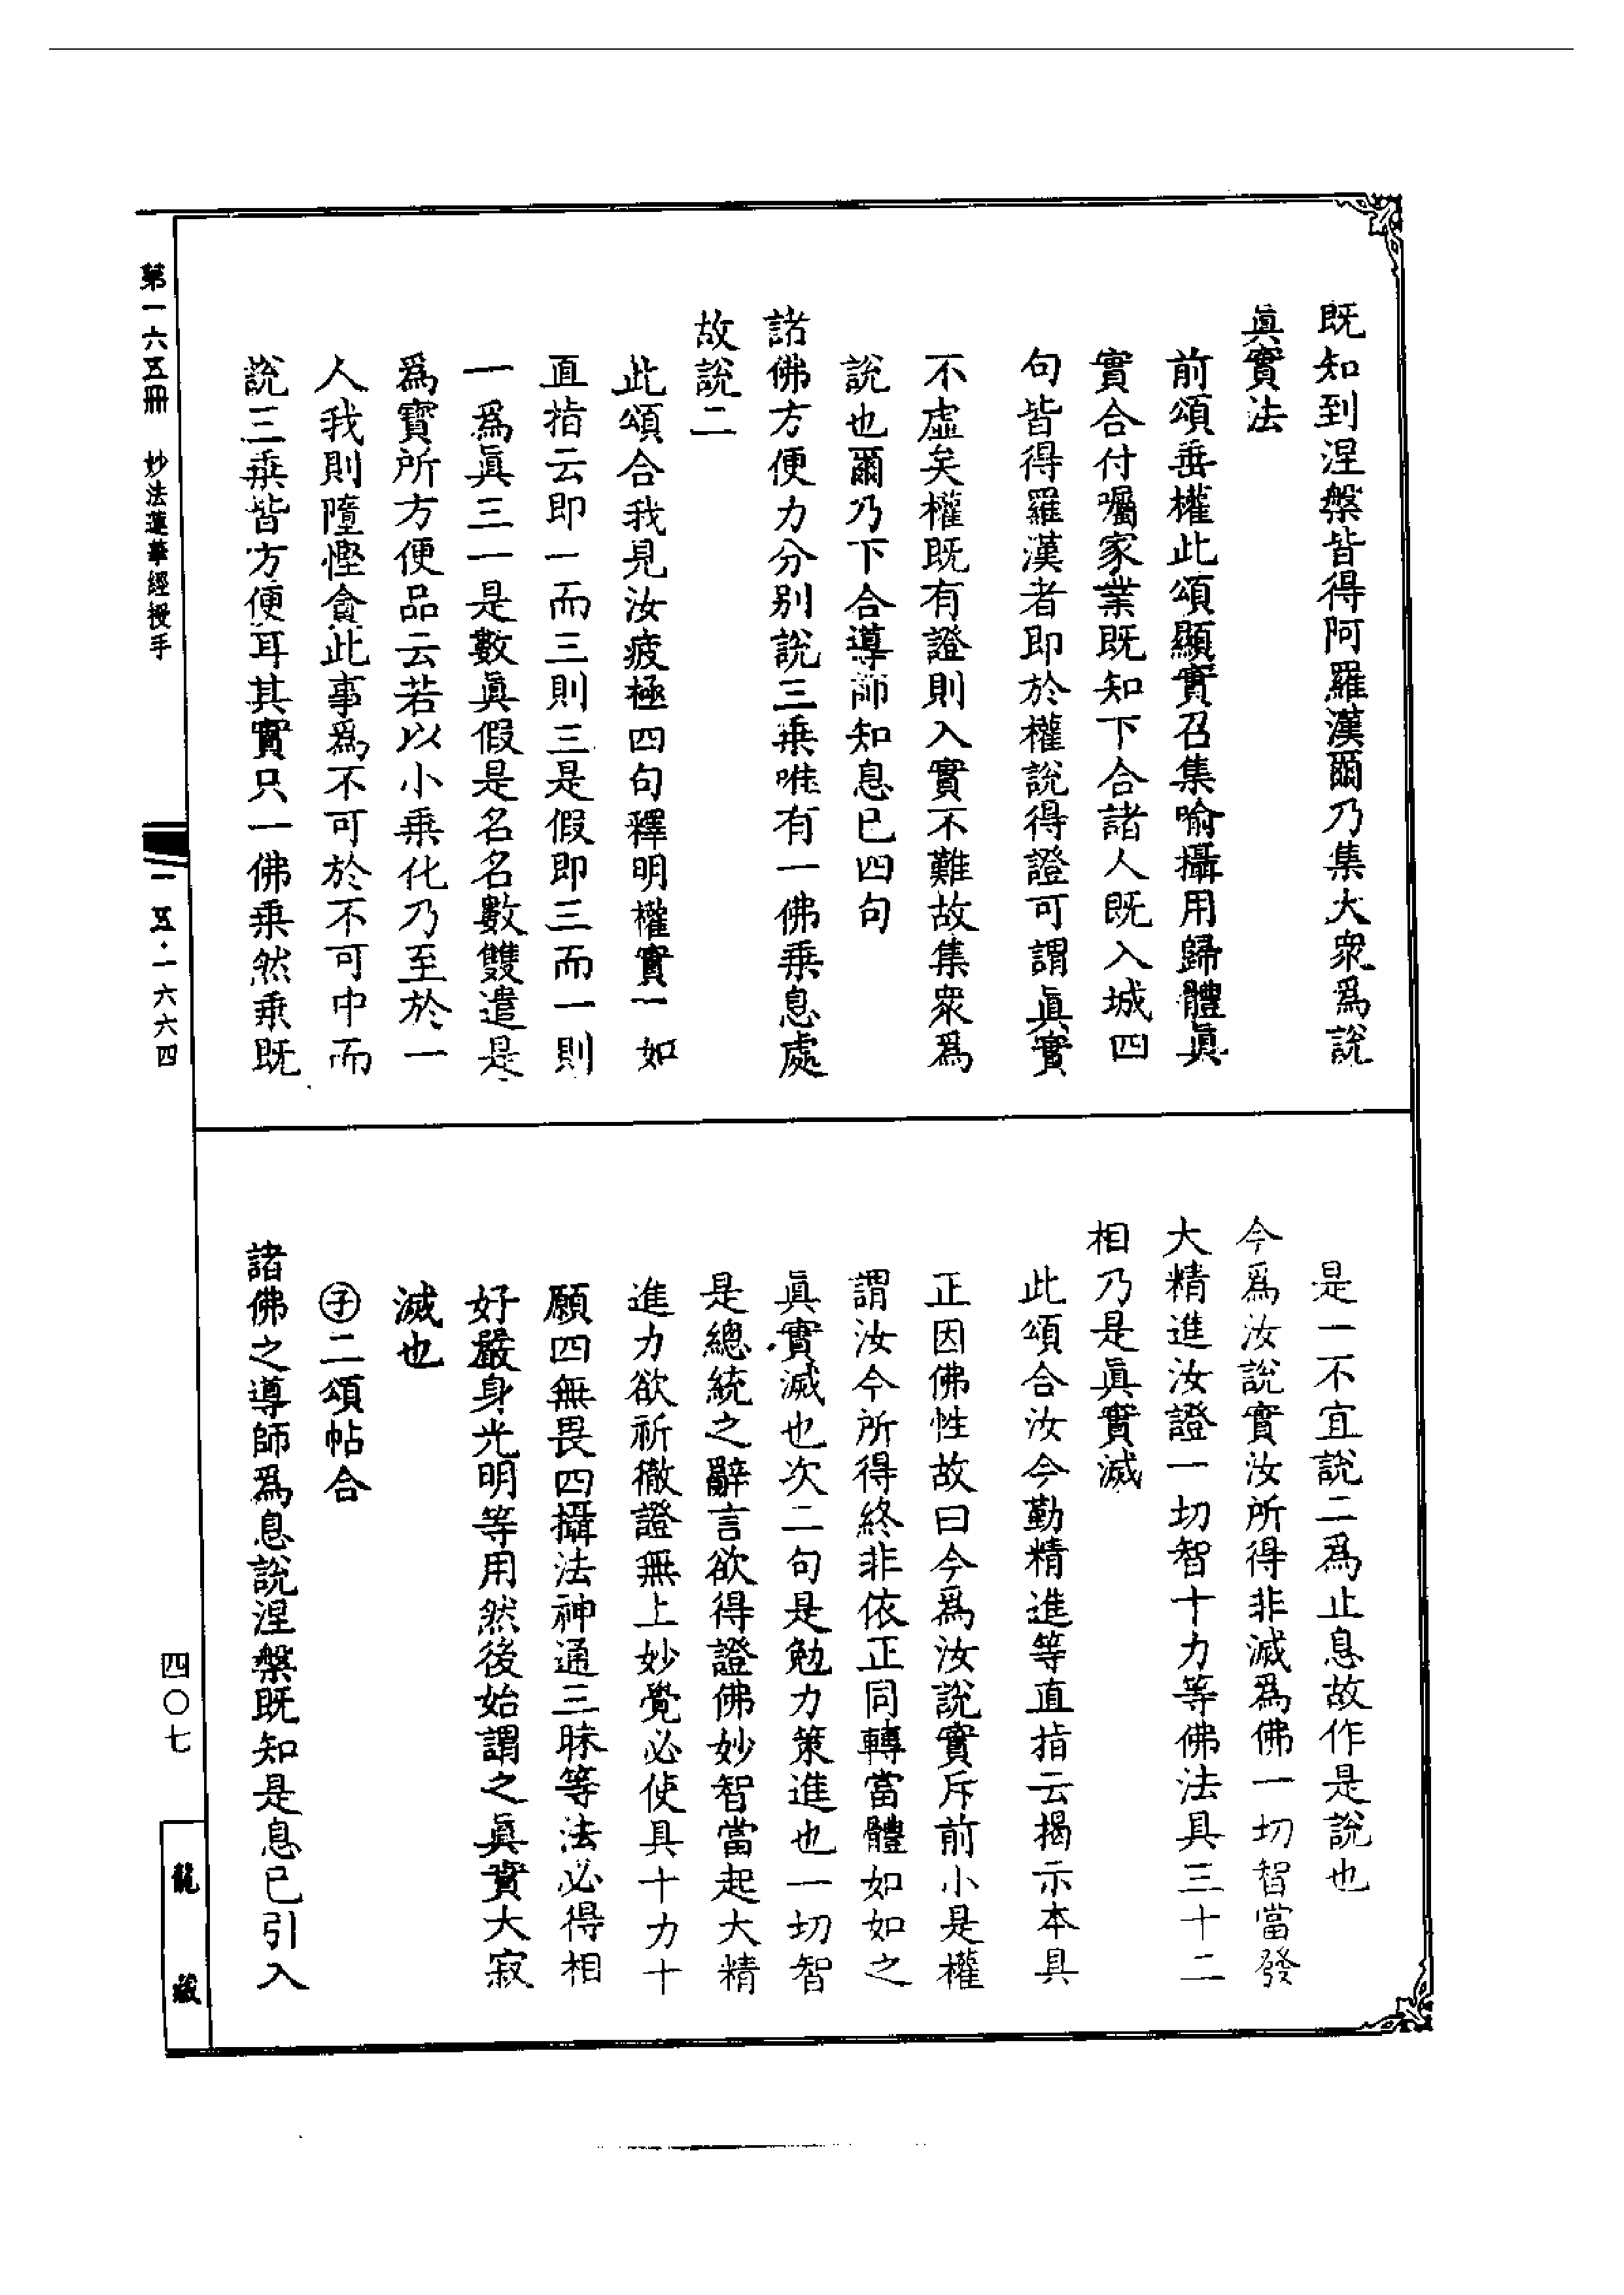 既知到涅槃皆得阿羅漢爾乃集大衆爲說
眞實法
前頌垂權此頌顯實召集喻攝用歸體眞
實合付囑家業既知下合諸人既入城四
句皆得羅漢者即於權說得證可謂眞實
不虛矣權既有證則入實不難故集衆爲
說也爾乃下合導師知息已四句
諸佛方便力分别說三乗唯有一佛乗息處
故說二
此頌合我見汝疲極四句釋明權實一如
直指云即一而三則三是假即三而一則
一爲眞三一是數眞假是名名數雙遣是
爲寶所方便品云若以小乗化乃至於一
人我則墮慳貪此事爲不可於不可中而
說三乗皆方便耳其實只一佛乗然乗既
是一不宜說二爲止息故作是說也
今爲汝說實汝所得非滅爲佛一切智當發
大精進汝證一切智十力等佛法具三十二
相乃是眞實滅
此頌合汝今勤精進等直指云揭示本具
正因佛性故曰今爲汝說實斥前小是權
謂汝今所得終非依正同轉當體如如之
眞實滅也次二句是勉力策進也一切智
是總統之辭言欲得證佛妙智當起大精
進力欲祈徹證無上妙覺必使具十力十
願四無畏四攝法神通三昧等法必得相
好嚴身光明等用然後始謂之眞實大寂
滅也
㊉二頌帖合
諸佛之導師爲息說涅槃既知是息已引入
第一六五冊 妙法蓮華經授手
一五·一六六四
四〇七
龍藏